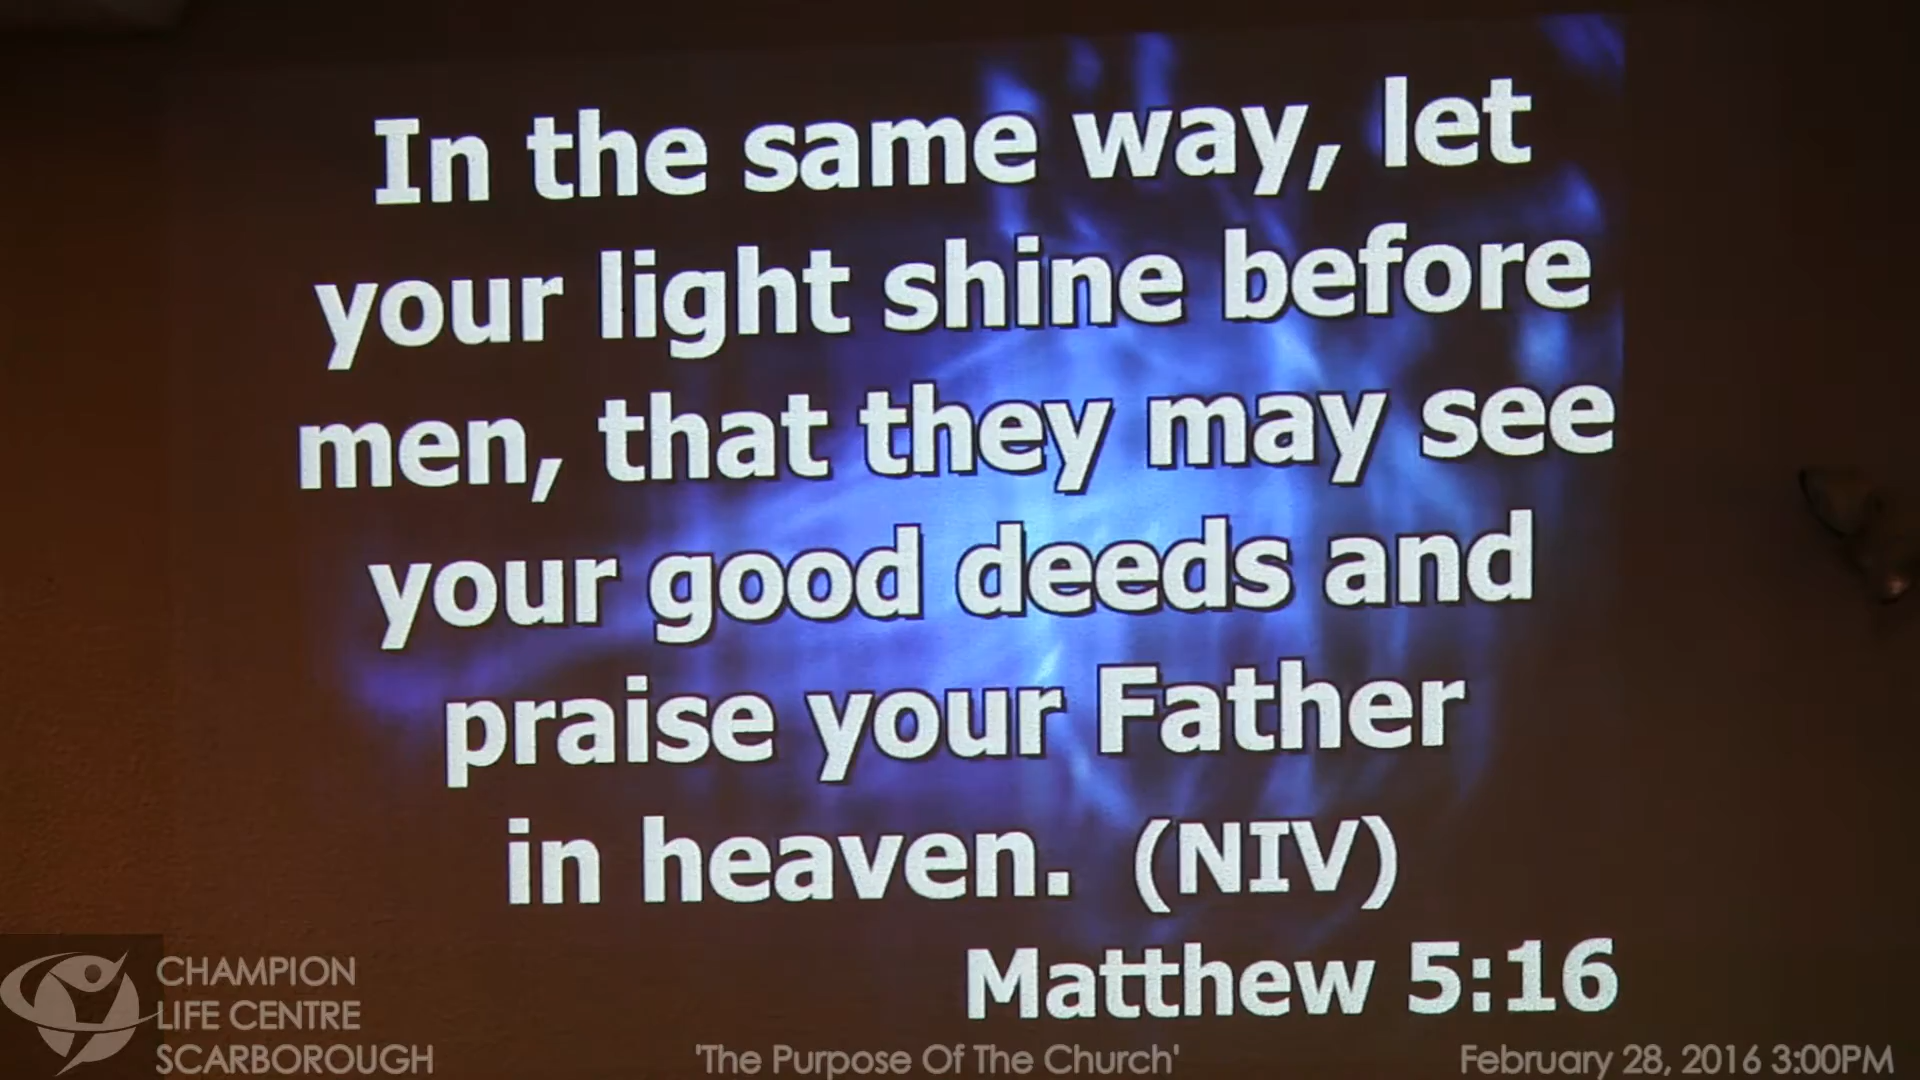 In the same way, let
your light shine before
men, that they may see
your good deeds and
praise your Father
in heaven. (NIV)
Matthew 5:16
CHAMPION
LIFE CENTRE
SCARBOROUGH
'The Purpose Of The Church'
February 28, 2016 3:00PM